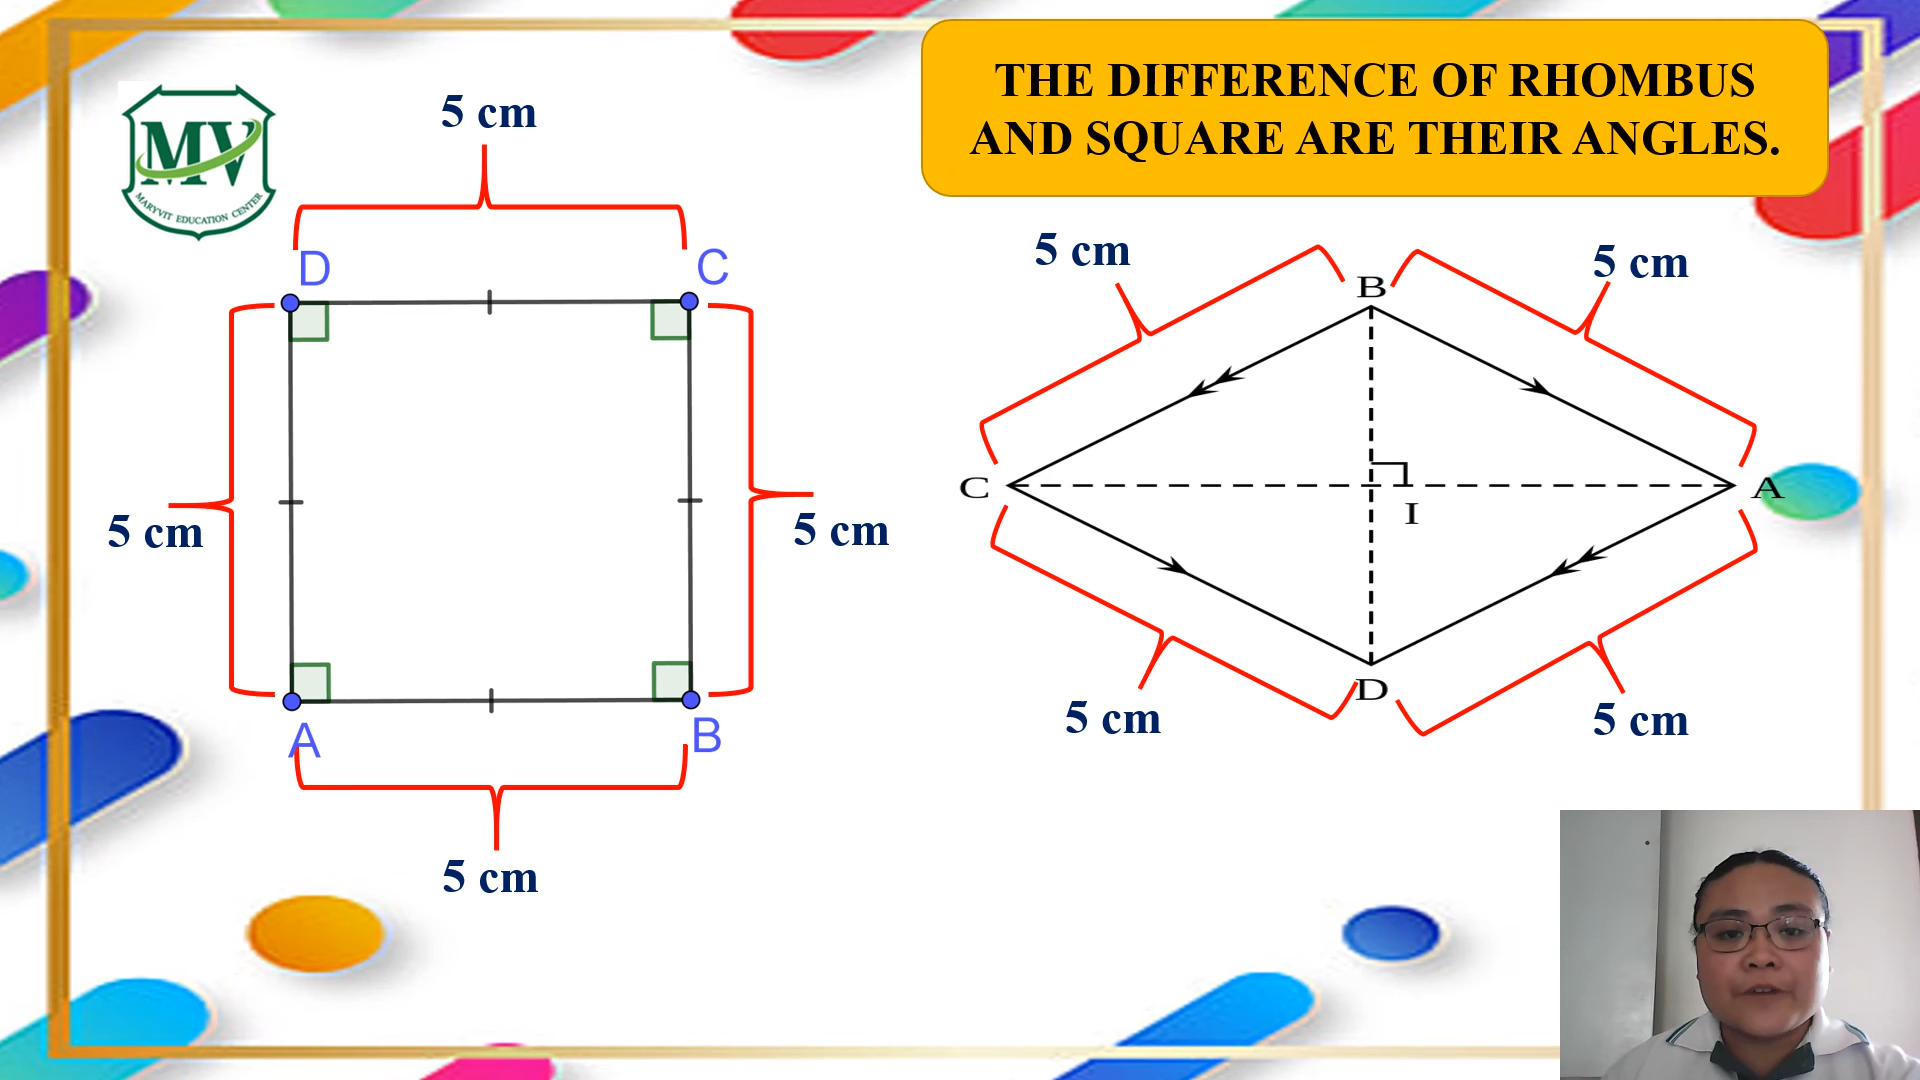 THE DIFFERENCE OF RHOMBUS
AND SQUARE ARE THEIR ANGLES.
MV
MARYVIT EDUCATION CENTER
5 cm
D
C
5 cm
5 cm
A
B
5 cm
5 cm
5 cm
B
C
I
A
D
5 cm
5 cm